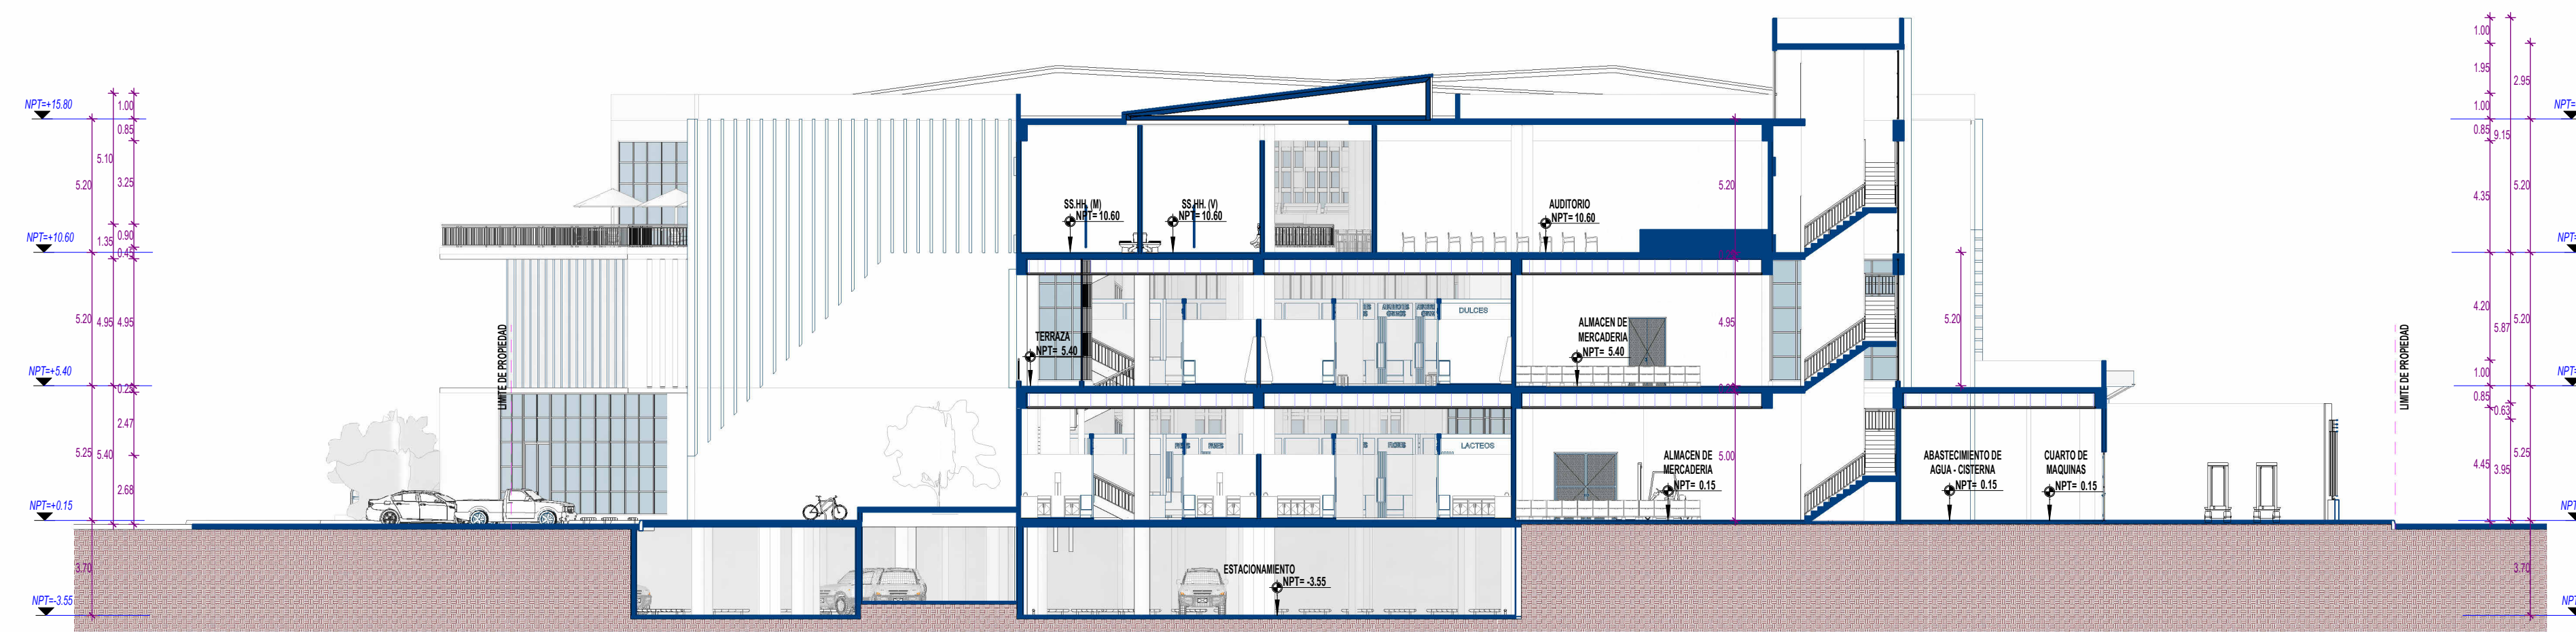 NPT=+15.80
NPT=+10.60
NPT=+5.40
NPT=+0.15
NPT=-3.55
5.20
5.20
5.25
3.70
5.10
1.35
4.95
5.40
1.00
0.85
3.25
0.90
4.95
2.47
2.68
LIMITE DE PROPIEDAD
SS.HH. (M)
NPT= 10.60
SS.HH. (V)
NPT= 10.60
AUDITORIO
NPT= 10.60
5.20
TERRAZA
NPT= 5.40
DULCES
ALMACEN DE
MERCADERIA
NPT= 5.40
4.95
5.20
LACTEOS
ALMACEN DE
MERCADERIA
NPT= 0.15
5.00
ABASTECIMIENTO DE
AGUA - CISTERNA
NPT= 0.15
CUARTO DE
MAQUINAS
NPT= 0.15
ESTACIONAMIENTO
NPT= -3.55
LIMITE DE PROPIEDAD
1.00
1.95
1.00
0.85
4.35
4.20
1.00
0.85
4.45
9.15
5.87
0.63
3.95
2.95
5.20
5.20
5.25
3.70
NPT=
NPT=
NPT=
NPT=
NPT=